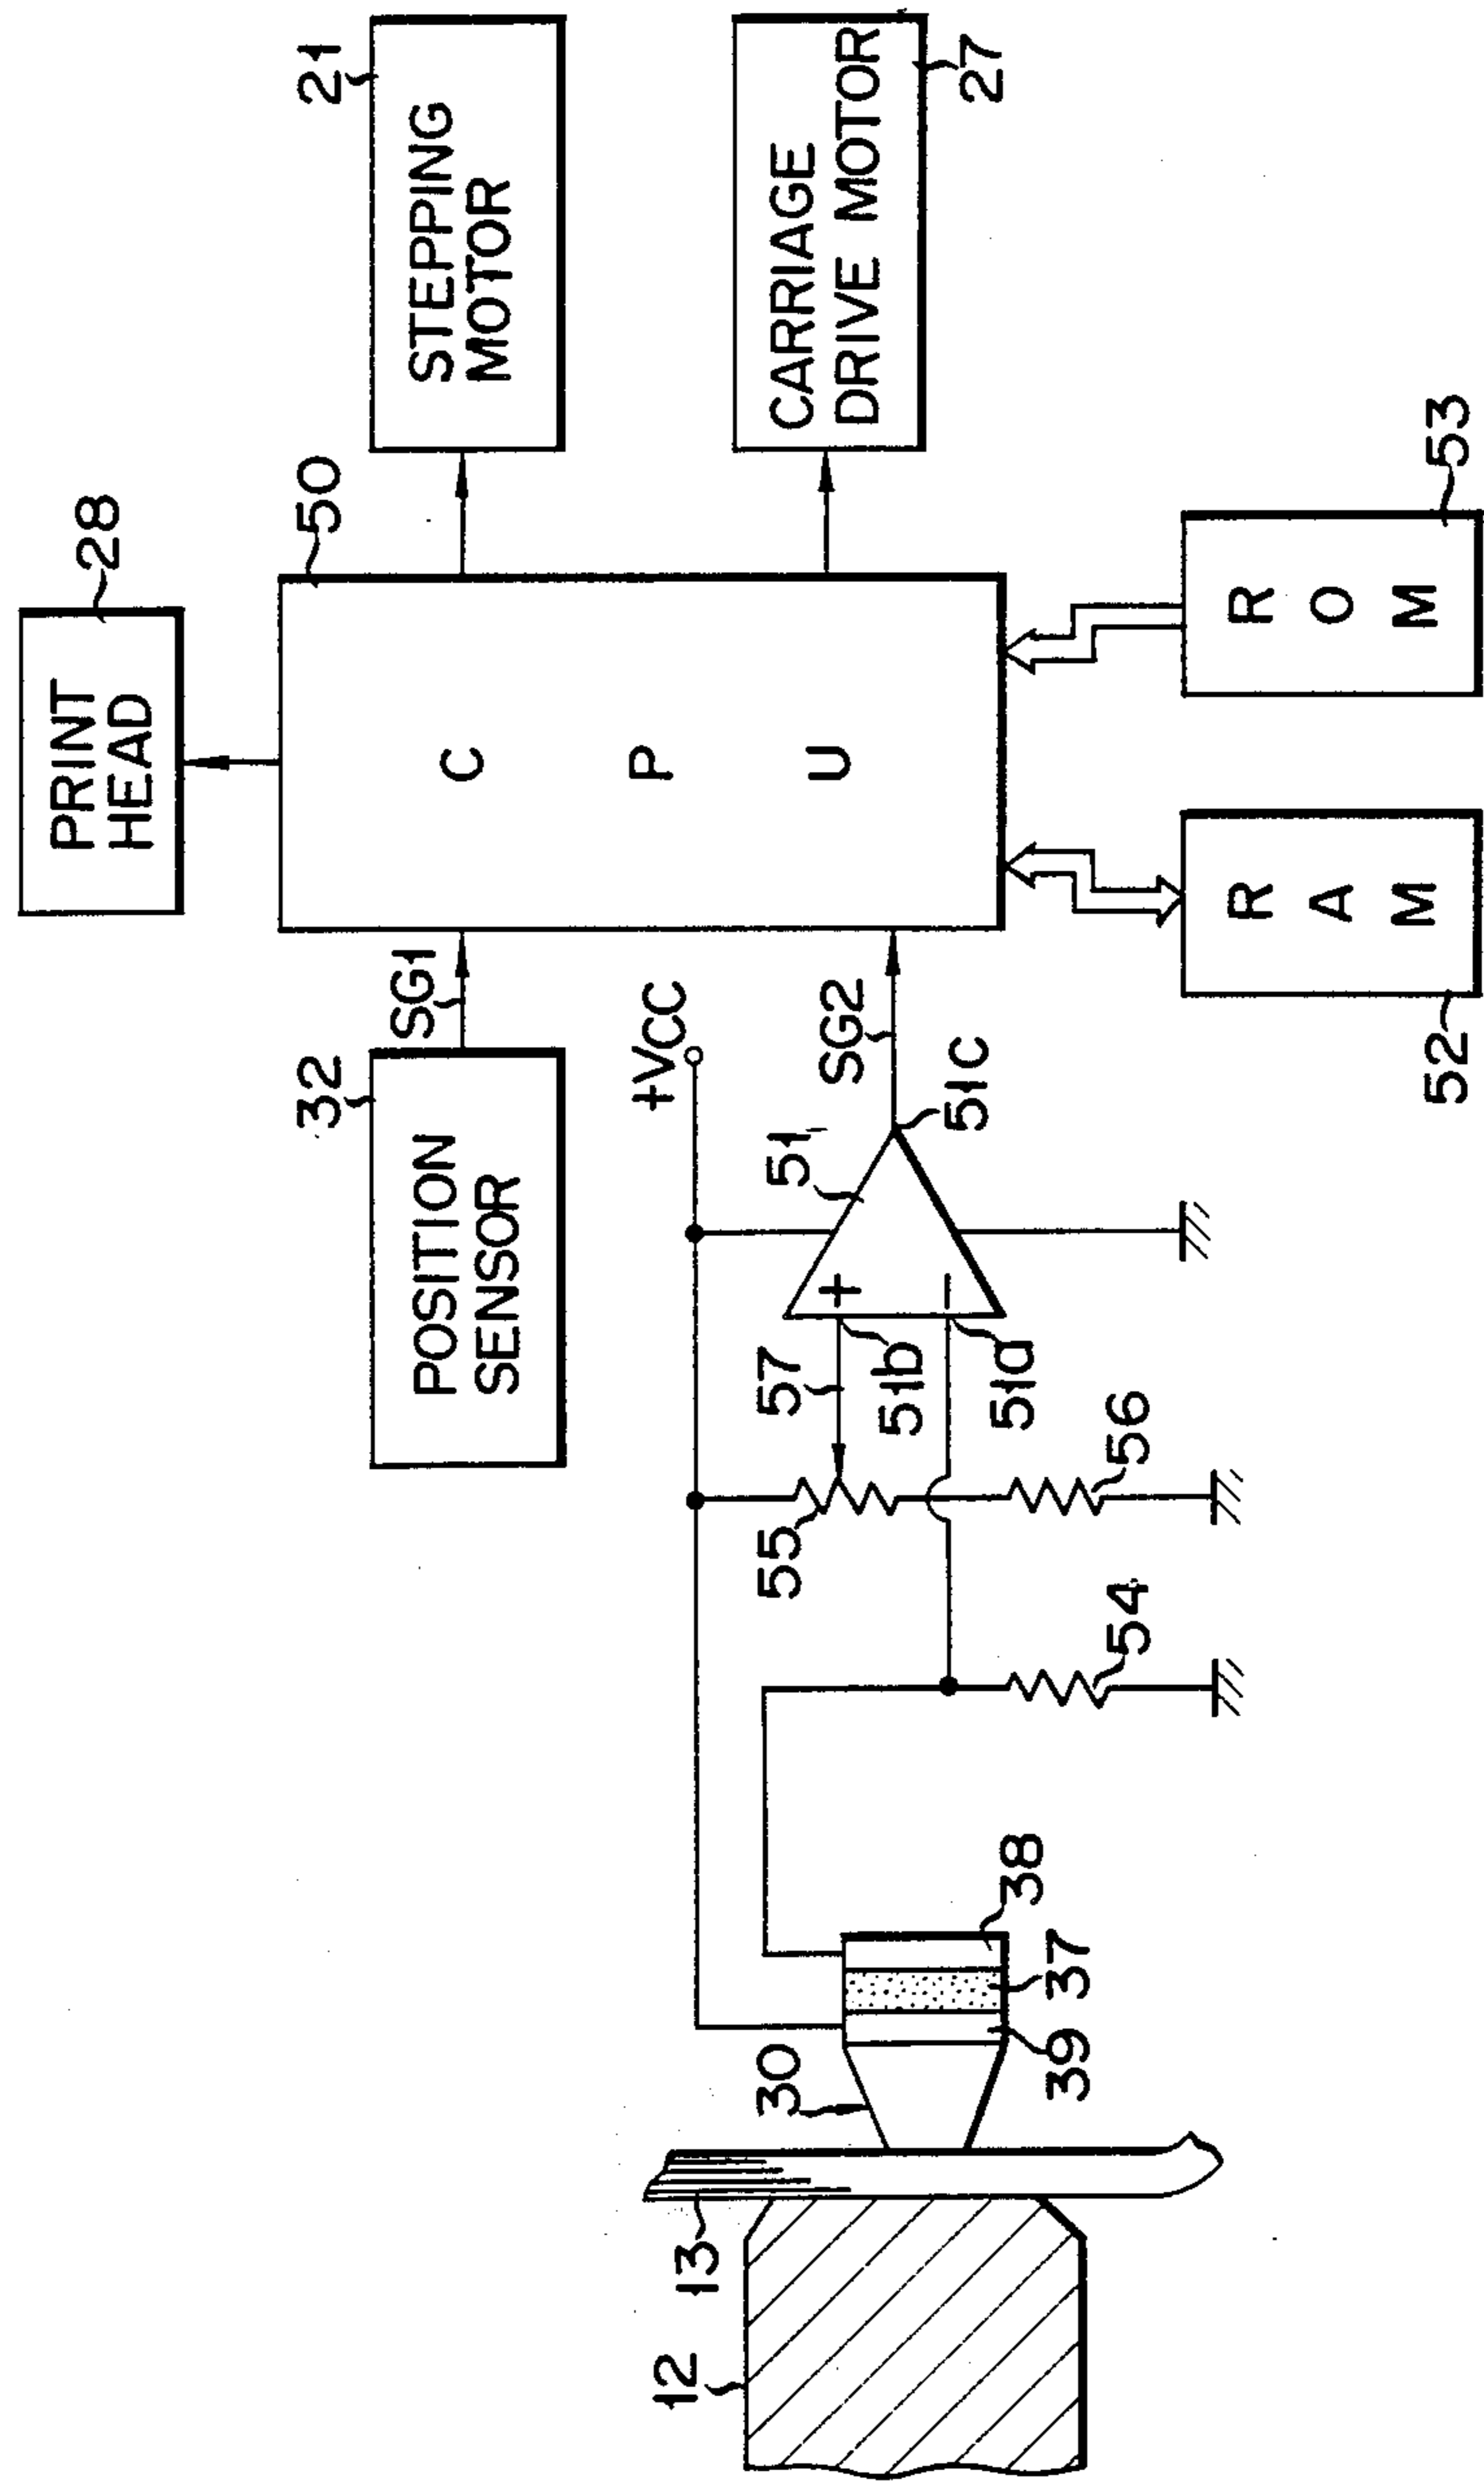 28
PRINT
HEAD
50
C P U
21
STEPPING
MOTOR
CARRIAGE
DRIVE MOTOR
27
32
POSITION
SENSOR
SG1
+VCC
SG2
51
51c
57
51b
51a
55
56
54
R A M
52
R O M
53
30
38
37
39
13
12